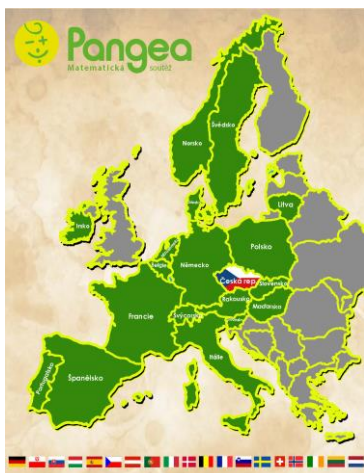 Pangea
Matematická soutěž
Švédsko
Norsko
Litva
Irsko
Polsko
Německo
Belgie
Česká rep
Slovensko
Rakousko
Maďarsko
Francie
Švýcarsko
Itálie
Portugalsko
Španělsko